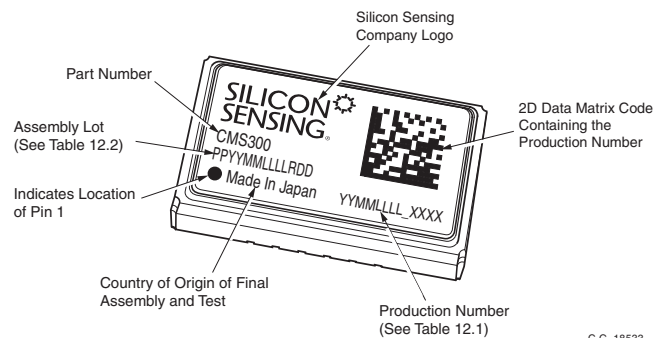 Silicon Sensing
Company Logo
Part Number
SILICON
SENSING®
2D Data Matrix Code
Containing the
Production Number
CMS300
Assembly Lot
(See Table 12.2)
PPYYMMLLLLRDD
Made In Japan
YYMMLLLL_XXXX
Indicates Location
of Pin 1
Country of Origin of Final
Assembly and Test
Production Number
(See Table 12.1)
C.G. 18533